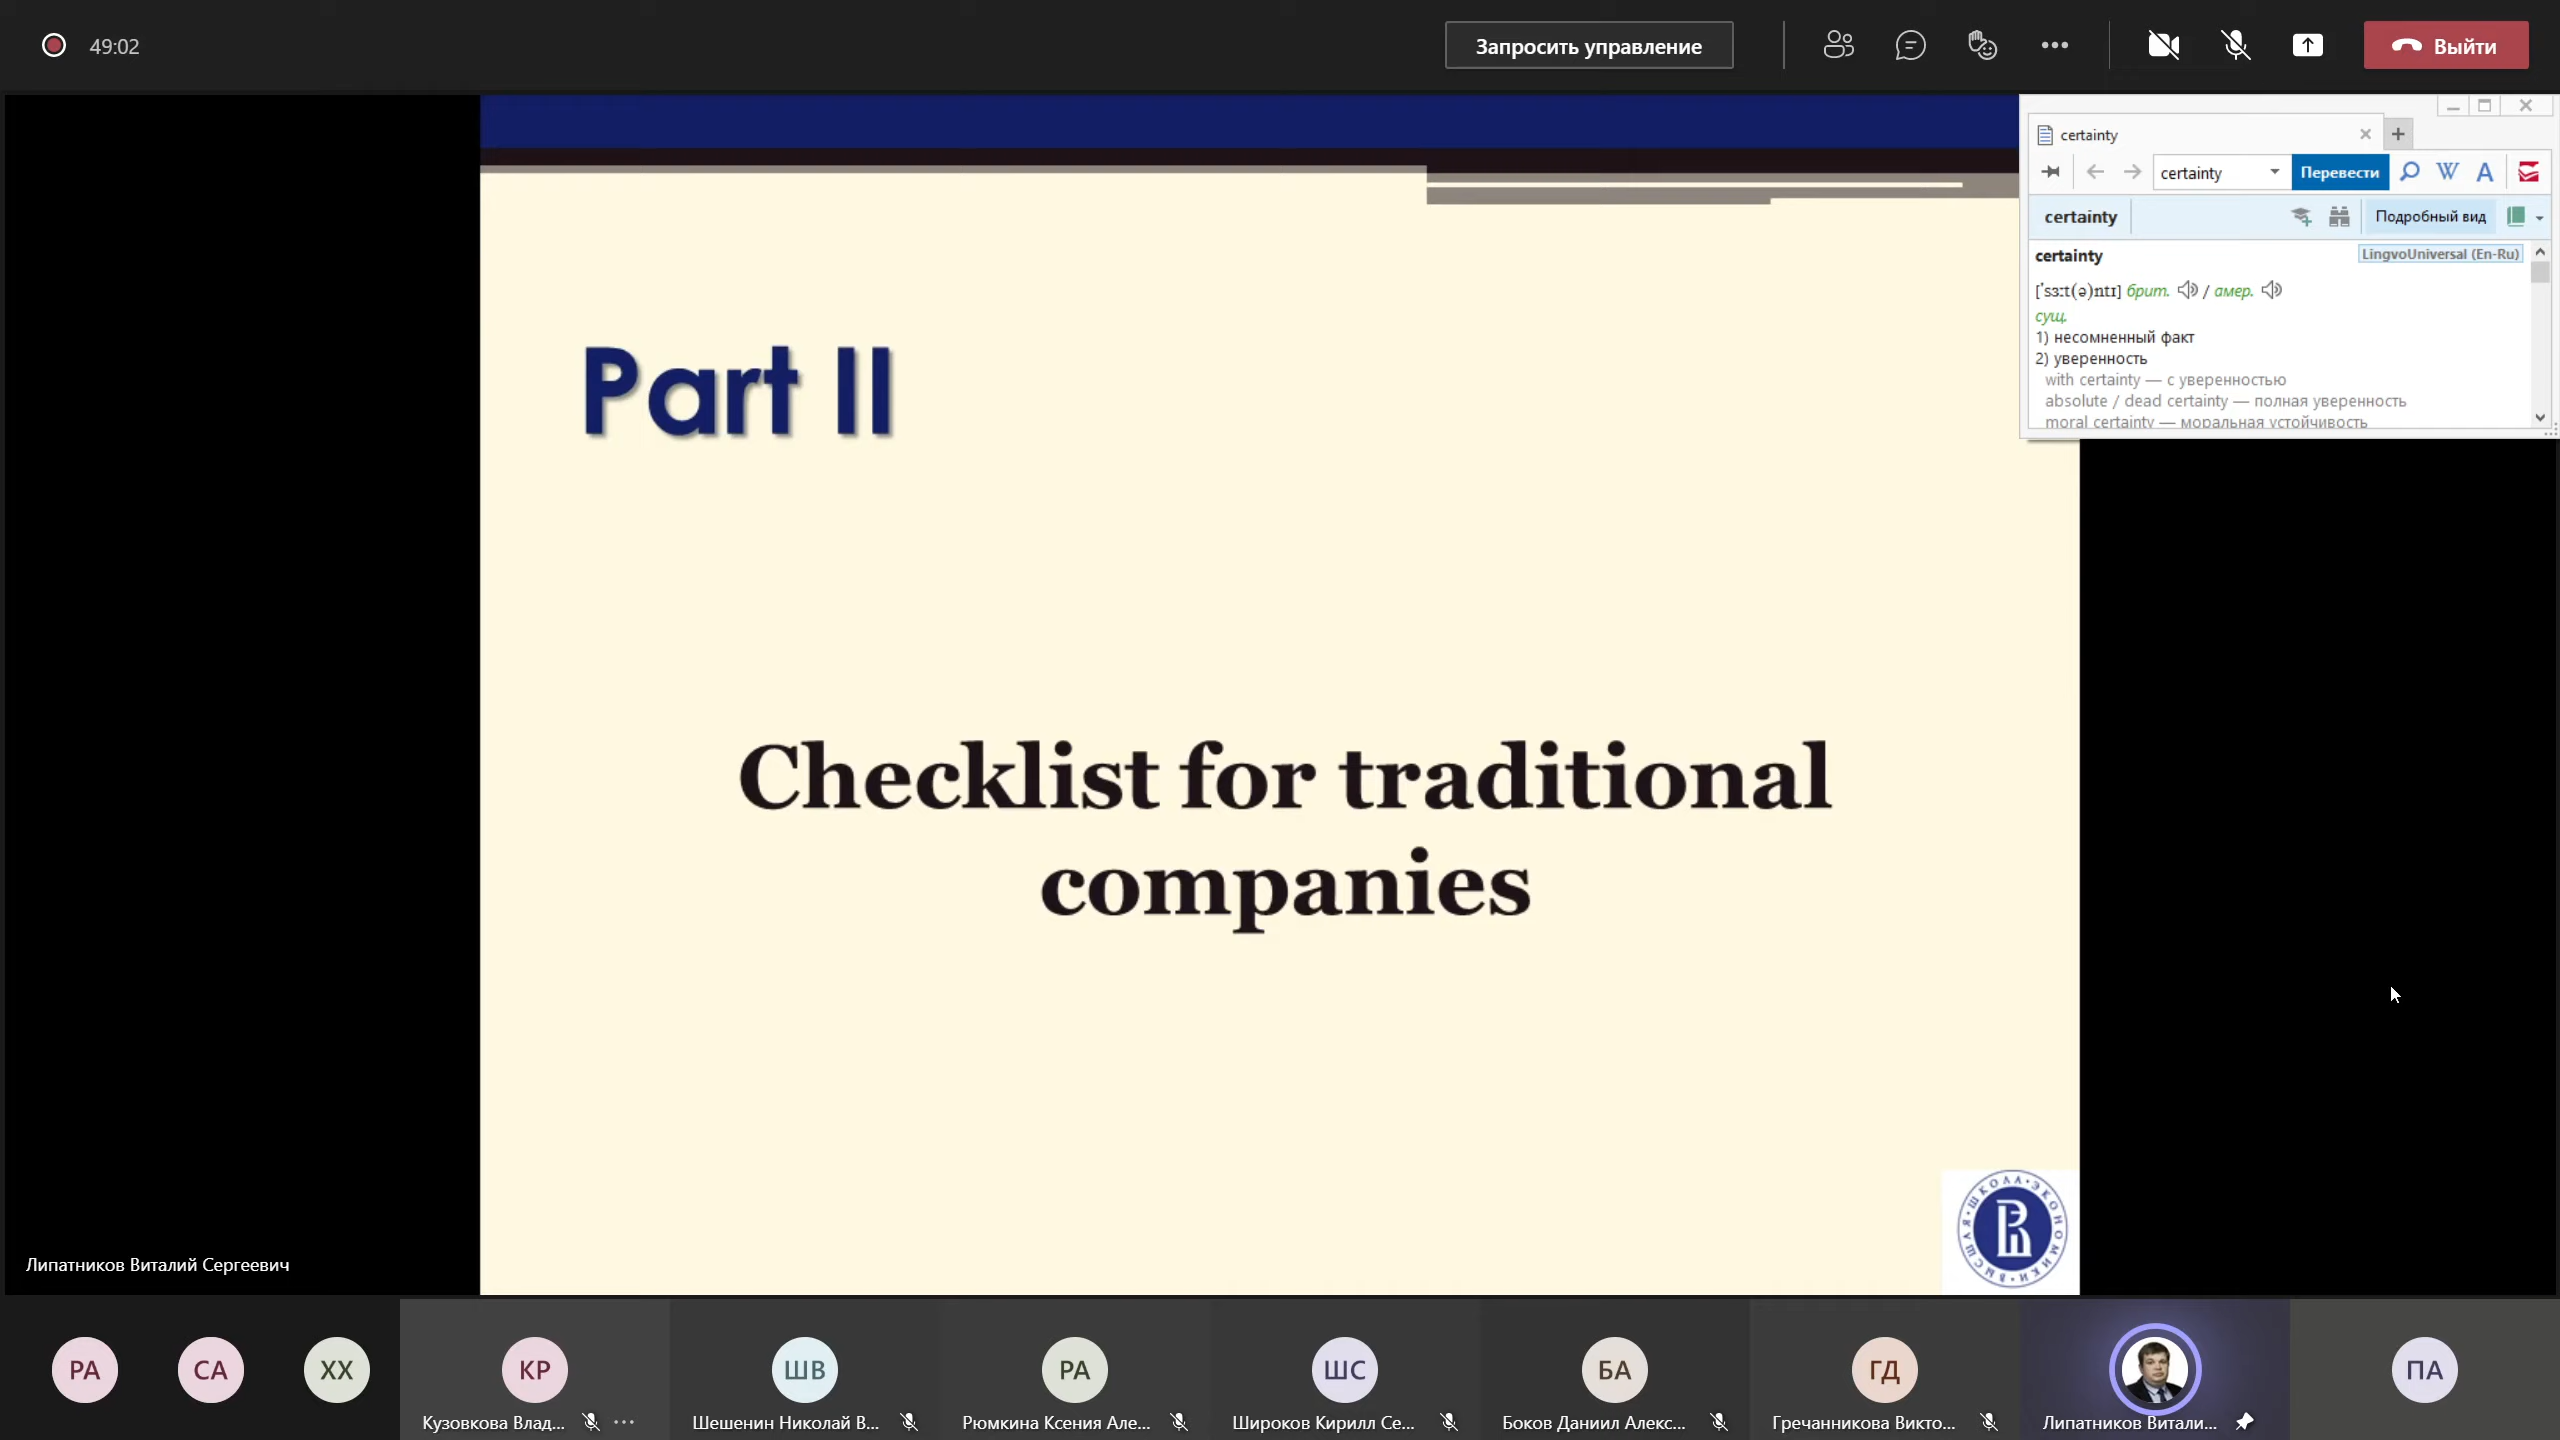 49:02
Запросить управление
Выйти
certainty
certainty
Перевести
W
A
certainty
Подробный вид
certainty
LingvoUniversal (En-Ru)
['sɜːt(ə)ntɪ] брит. / амер.
сущ.
1) несомненный факт
2) уверенность
with certainty — с уверенностью
absolute / dead certainty — полная уверенность
moral certainty — моральная устойчивость
Part II
Checklist for traditional
companies
ВЫСШАЯ ШКОЛА ЭКОНОМИКИ
Липатников Виталий Сергеевич
РА
СА
ХХ
КР
ШВ
РА
ШС
БА
ГД
ПА
Кузовкова Влад...
Шешенин Николай В...
Рюмкина Ксения Але...
Широков Кирилл Се...
Боков Даниил Алекс...
Гречанникова Викто...
Липатников Витали...